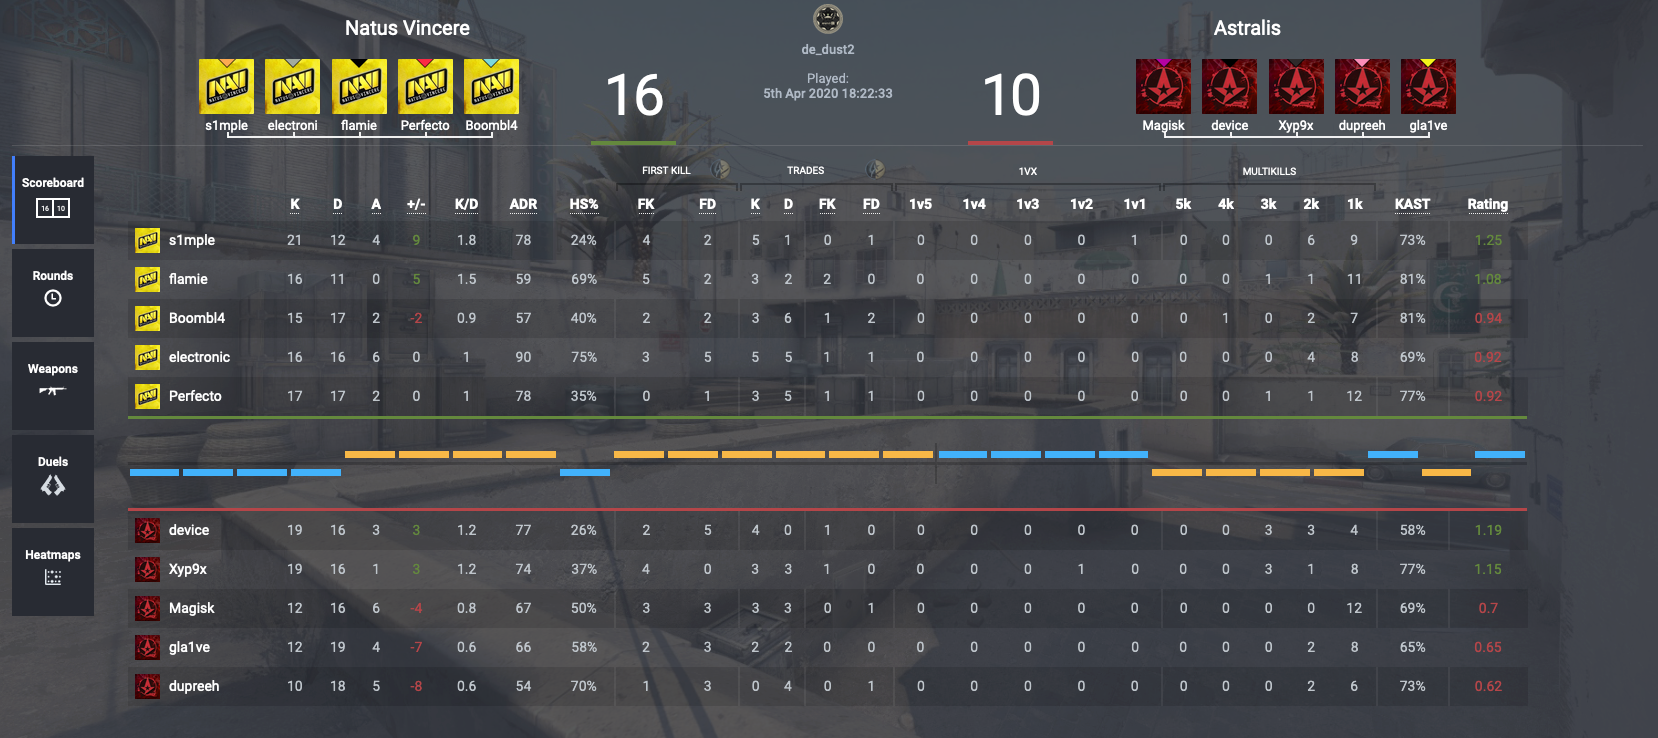 Natus Vincere
de_dust2
Astralis
Played:
5th Apr 2020 18:22:33
16
10
s1mple electroni flamie Perfecto Boombl4
Magisk device Xyp9x dupreeh gla1ve
Scoreboard
16 10
Rounds
Weapons
Duels
Heatmaps
FIRST KILL TRADES 1VX MULTIKILLS
K D A +/- K/D ADR HS% FK FD K D FK FD 1v5 1v4 1v3 1v2 1v1 5k 4k 3k 2k 1k KAST Rating
s1mple 21 12 4 9 1.8 78 24% 4 2 5 1 0 1 0 0 0 0 1 0 0 0 6 9 73% 1.25
flamie 16 11 0 5 1.5 59 69% 5 2 3 2 2 0 0 0 0 0 0 0 0 1 1 11 81% 1.08
Boombl4 15 17 2 -2 0.9 57 40% 2 2 3 6 1 2 0 0 0 0 0 0 1 0 2 7 81% 0.94
electronic 16 16 6 0 1 90 75% 3 5 5 5 1 1 0 0 0 0 0 0 0 0 4 8 69% 0.92
Perfecto 17 17 2 0 1 78 35% 0 1 3 5 1 1 0 0 0 0 0 0 0 1 1 12 77% 0.92
device 19 16 3 3 1.2 77 26% 2 5 4 0 1 0 0 0 0 0 0 0 0 3 3 4 58% 1.19
Xyp9x 19 16 1 3 1.2 74 37% 4 0 3 3 1 0 0 0 0 1 0 0 0 3 1 8 77% 1.15
Magisk 12 16 6 -4 0.8 67 50% 3 3 3 3 0 1 0 0 0 0 0 0 0 0 0 12 69% 0.7
gla1ve 12 19 4 -7 0.6 66 58% 2 3 2 2 0 0 0 0 0 0 0 0 0 0 2 8 65% 0.65
dupreeh 10 18 5 -8 0.6 54 70% 1 3 0 4 0 1 0 0 0 0 0 0 0 0 2 6 73% 0.62